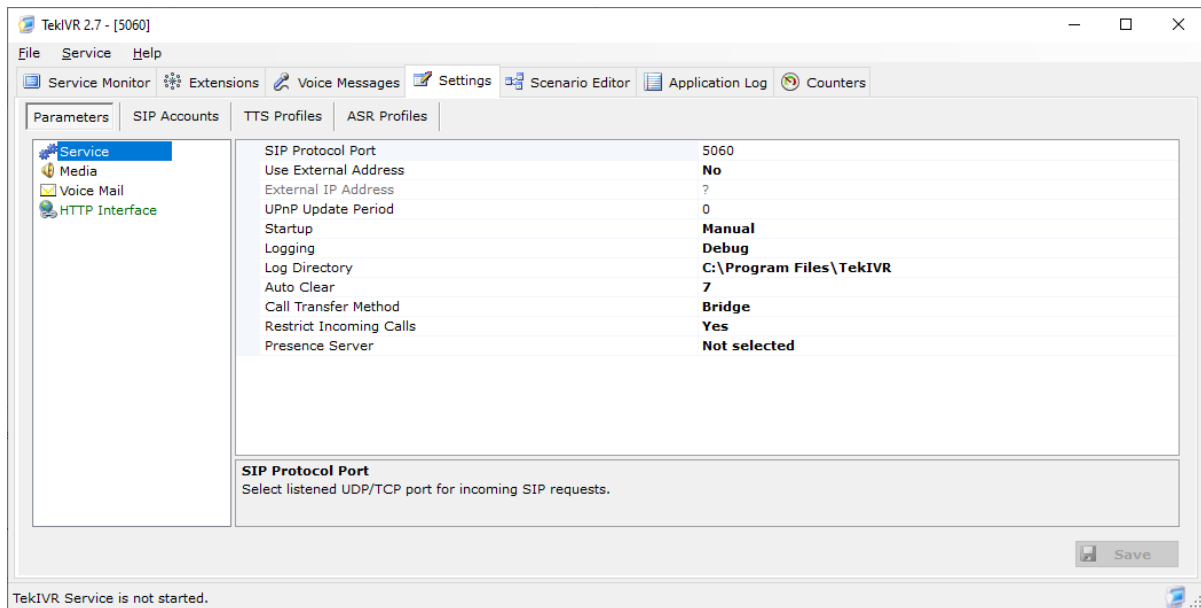 TekIVR 2.7 - [5060]
File Service Help
Service Monitor Extensions Voice Messages Settings Scenario Editor Application Log Counters
Parameters SIP Accounts TTS Profiles ASR Profiles
Service
Media
Voice Mail
HTTP Interface
SIP Protocol Port 5060
Use External Address No
External IP Address ?
UPnP Update Period 0
Startup Manual
Logging Debug
Log Directory C:\Program Files\TekIVR
Auto Clear 7
Call Transfer Method Bridge
Restrict Incoming Calls Yes
Presence Server Not selected
SIP Protocol Port
Select listened UDP/TCP port for incoming SIP requests.
Save
TekIVR Service is not started.